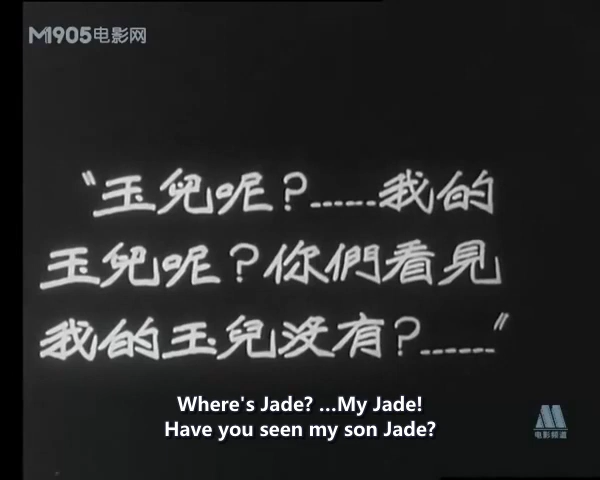 M1905电影网
“玉兒呢？......我的
玉兒呢？你們看見
我的玉兒沒有？......”
Where's Jade? ...My Jade!
Have you seen my son Jade?
电影频道